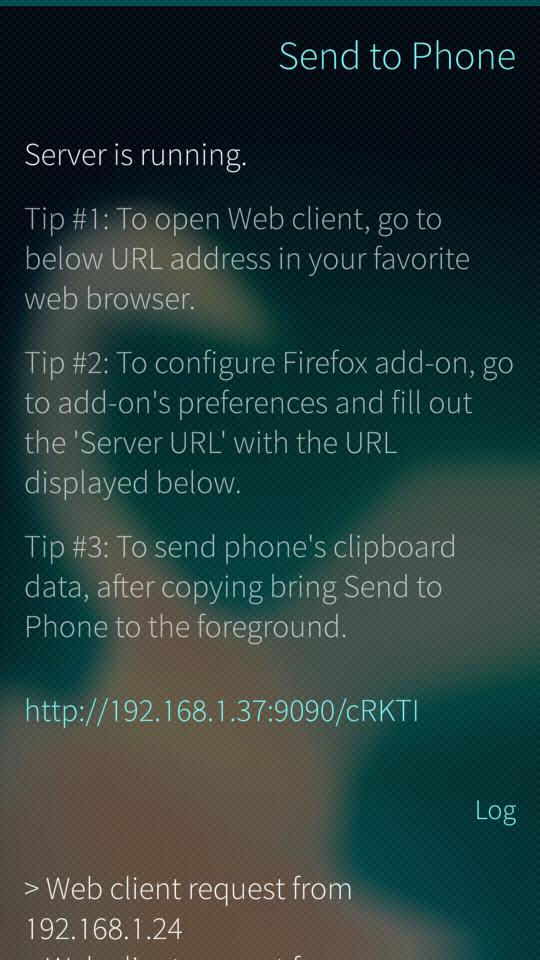 Send to Phone
Server is running.
Tip #1: To open Web client, go to
below URL address in your favorite
web browser.
Tip #2: To configure Firefox add-on, go
to add-on's preferences and fill out
the 'Server URL' with the URL
displayed below.
Tip #3: To send phone's clipboard
data, after copying bring Send to
Phone to the foreground.
http://192.168.1.37:9090/cRKTI
Log
> Web client request from
192.168.1.24